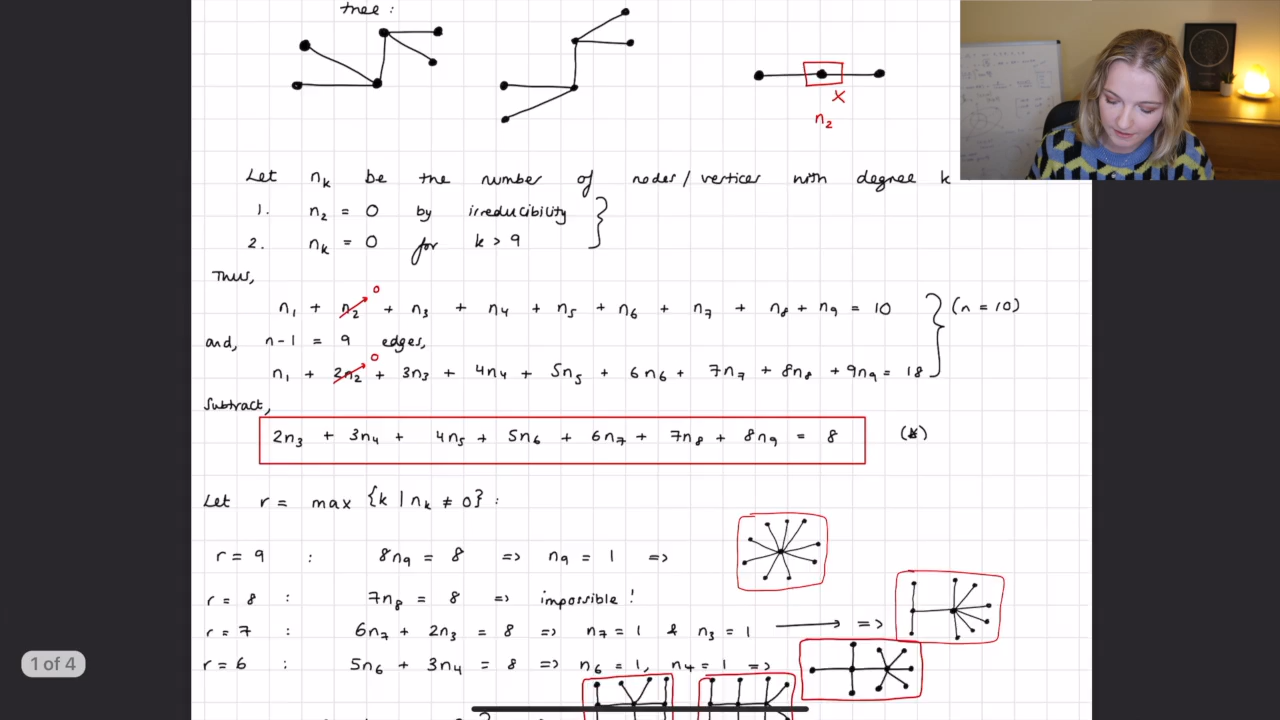 tree :
x
n₂
Let nₖ be the number of nodes / vertices with degree k
1. n₂ = 0 by irreducibility
2. nₖ = 0 for k > 9
Thus,
n₁ + n₂ 0 + n₃ + n₄ + n₅ + n₆ + n₇ + n₈ + n₉ = 10 (n = 10)
and, n-1 = 9 edges,
n₁ + 2n₂ 0 + 3n₃ + 4n₄ + 5n₅ + 6n₆ + 7n₇ + 8n₈ + 9n₉ = 18
Subtract,
2n₃ + 3n₄ + 4n₅ + 5n₆ + 6n₇ + 7n₈ + 8n₉ = 8 (*)
Let r = max {k | nₖ ≠ 0} :
r = 9 : 8n₉ = 8 => n₉ = 1 =>
r = 8 : 7n₈ = 8 => impossible !
r = 7 : 6n₇ + 2n₃ = 8 => n₇ = 1 & n₃ = 1 =>
r = 6 : 5n₆ + 3n₄ = 8 => n₆ = 1, n₄ = 1 =>
1 of 4